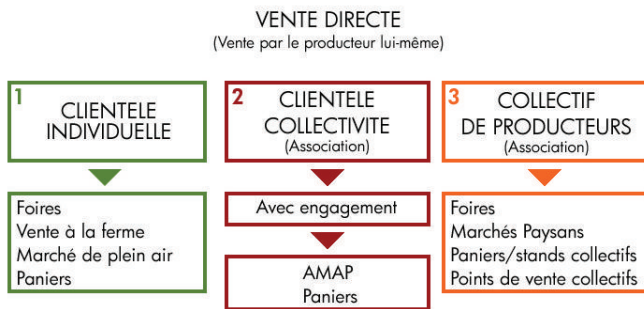 VENTE DIRECTE
(Vente par le producteur lui-même)
1
CLIENTELE
INDIVIDUELLE
Foires
Vente à la ferme
Marché de plein air
Paniers
2
CLIENTELE
COLLECTIVITE
(Association)
Avec engagement
AMAP
Paniers
3
COLLECTIF
DE PRODUCTEURS
(Association)
Foires
Marchés Paysans
Paniers/stands collectifs
Points de vente collectifs